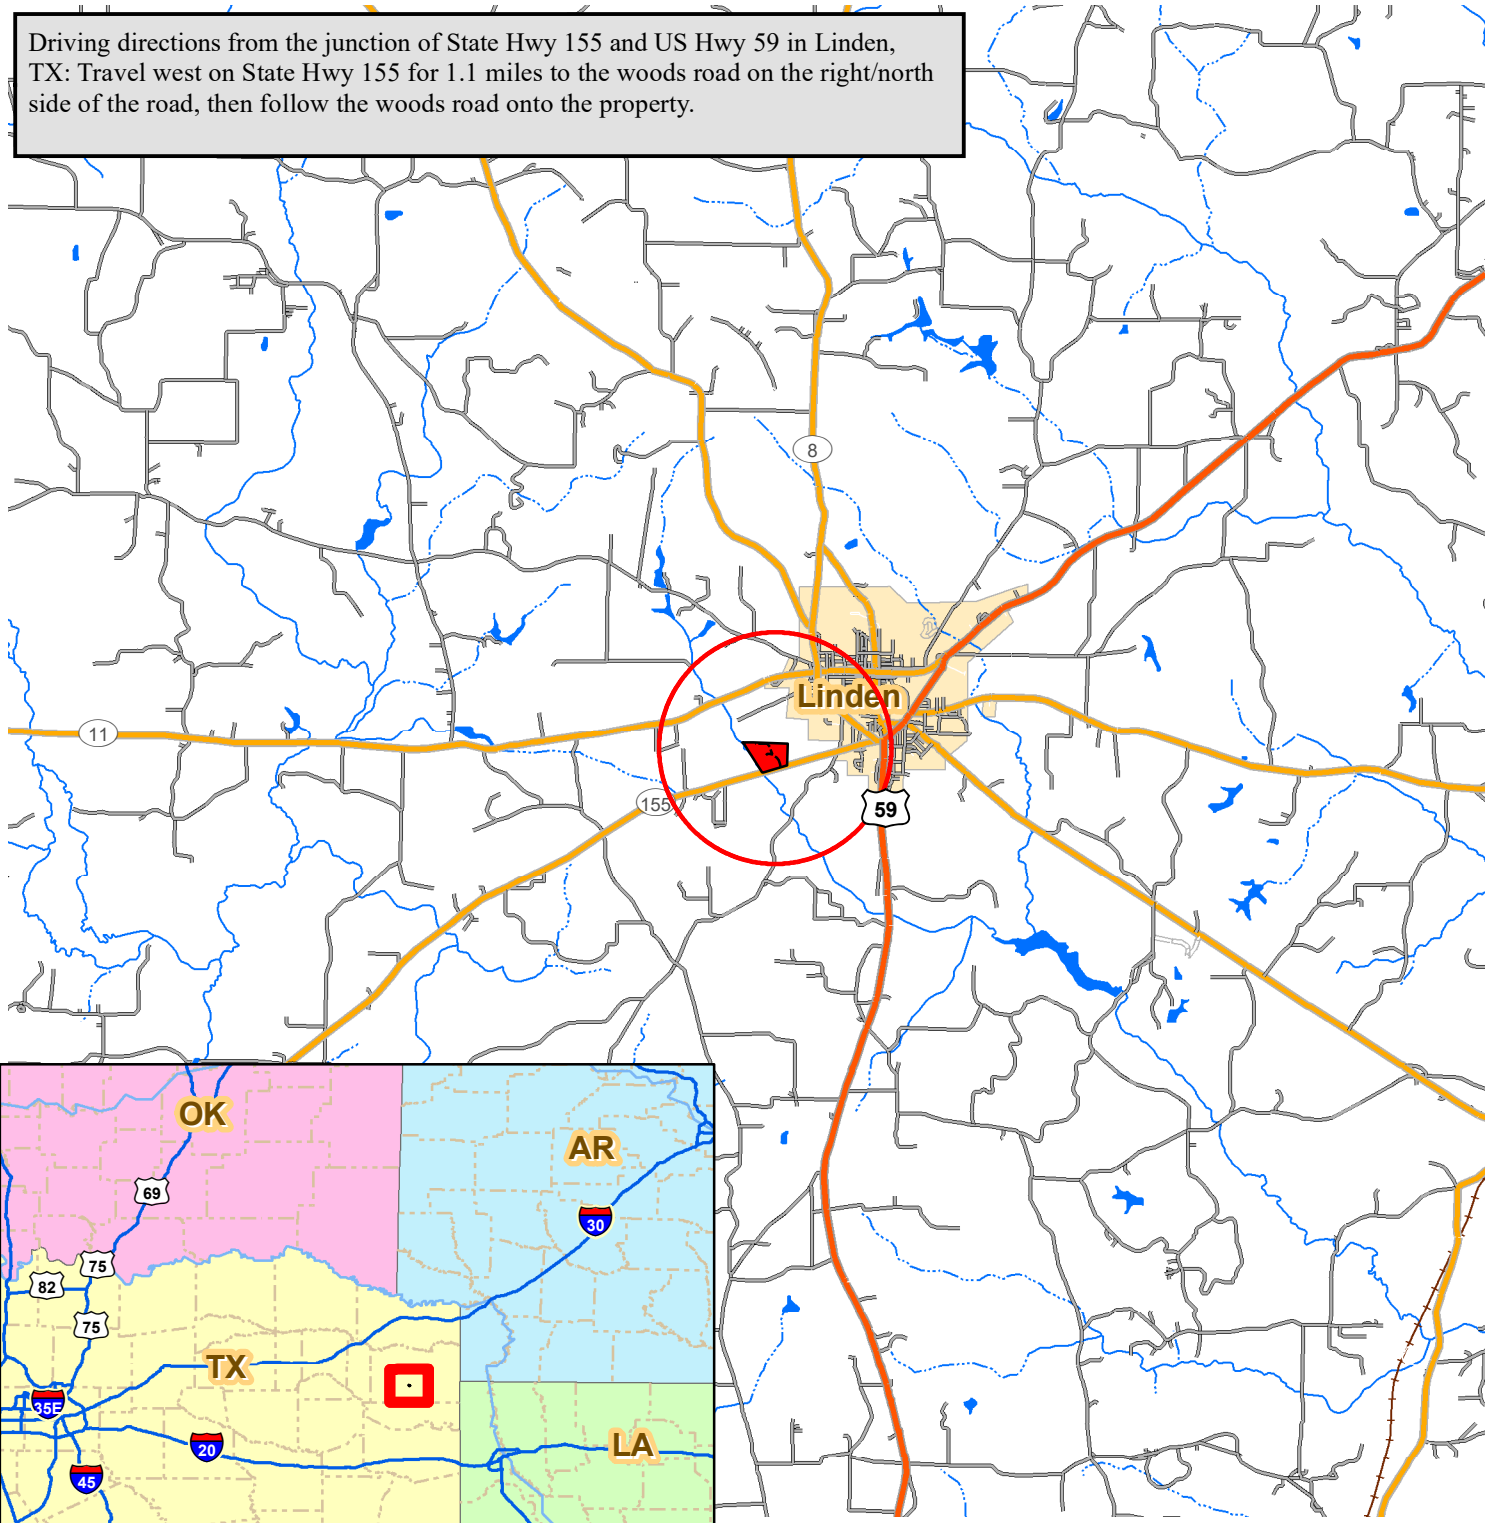 Driving directions from the junction of State Hwy 155 and US Hwy 59 in Linden,
TX: Travel west on State Hwy 155 for 1.1 miles to the woods road on the right/north
side of the road, then follow the woods road onto the property.
8
Linden
11
155
59
OK
AR
69
30
75
82
75
TX
35E
20
LA
45